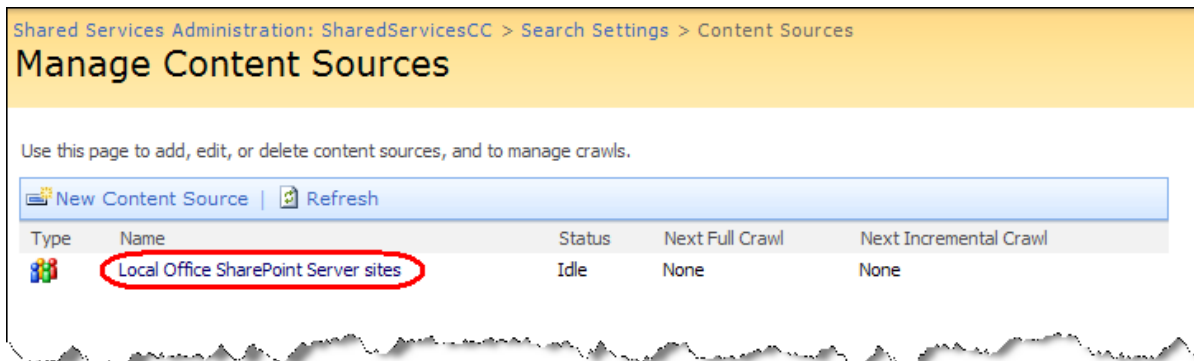 Shared Services Administration: SharedServicesCC > Search Settings > Content Sources
Manage Content Sources
Use this page to add, edit, or delete content sources, and to manage crawls.
New Content Source | Refresh
Type Name Status Next Full Crawl Next Incremental Crawl
Local Office SharePoint Server sites Idle None None